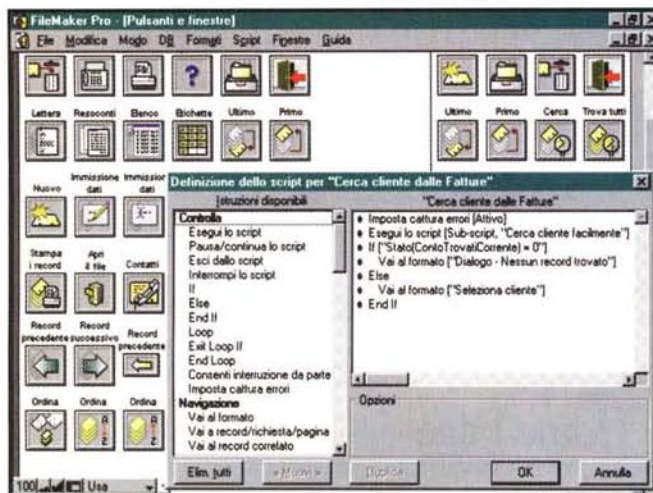 FileMaker Pro - [Pulsanti e finestre]
File Modifica Modo DB Formati Script Finestre Guida
Lettera Resoconti Elenco Etichette Ultimo Primo
Ultimo Primo Cerca Trova tutti
Nuovo Immissione dati Immissior dati
Stampa i record Apri il file Contatti
Record precedente Record successivo Record precedente
Ordina Ordina Ordina
100 Usa
Definizione dello script per "Cerca cliente dalle Fatture"
Istruzioni disponibili
Controlla
Esegui lo script
Pausa/continua lo script
Esci dallo script
Interrompi lo script
If
Else
End If
Loop
Exit Loop If
End Loop
Consenti interruzione da parte
Imposta cattura errori
Navigazione
Vai al formato
Vai a record/richiesta/pagina
Vai al record correlato
"Cerca cliente dalle Fatture"
Imposta cattura errori [Attivo]
Esegui lo script [Sub-script, "Cerca cliente facilmente"]
If ["Stato(ContoTrovatiCorrente) = 0"]
Vai al formato ["Dialogo - Nessun record trovato"]
Else
Vai al formato ["Seleziona cliente"]
End If
Opzioni
Elim. tutti
» Muovi »
Duplica
OK
Annulla